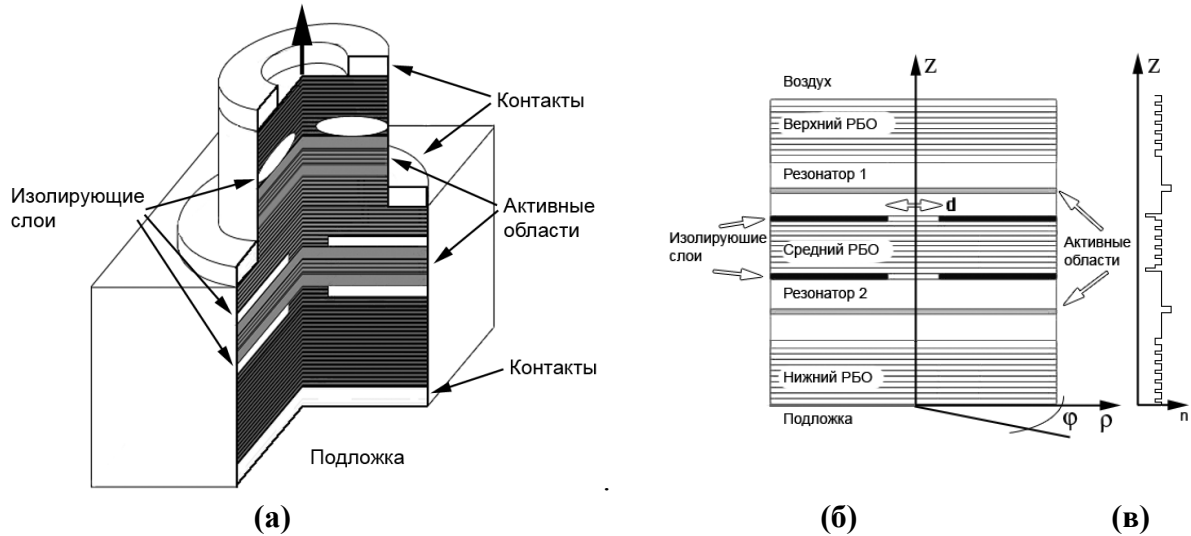 Контакты
Изолирующие
слои
Активные
области
Контакты
Подложка
(а)
Z
Воздух
Верхний РБО
Резонатор 1
d
Изолируюшие
слои
Средний РБО
Активные
области
Резонатор 2
Нижний РБО
Подложка
φ
ρ
(б)
Z
n
(в)